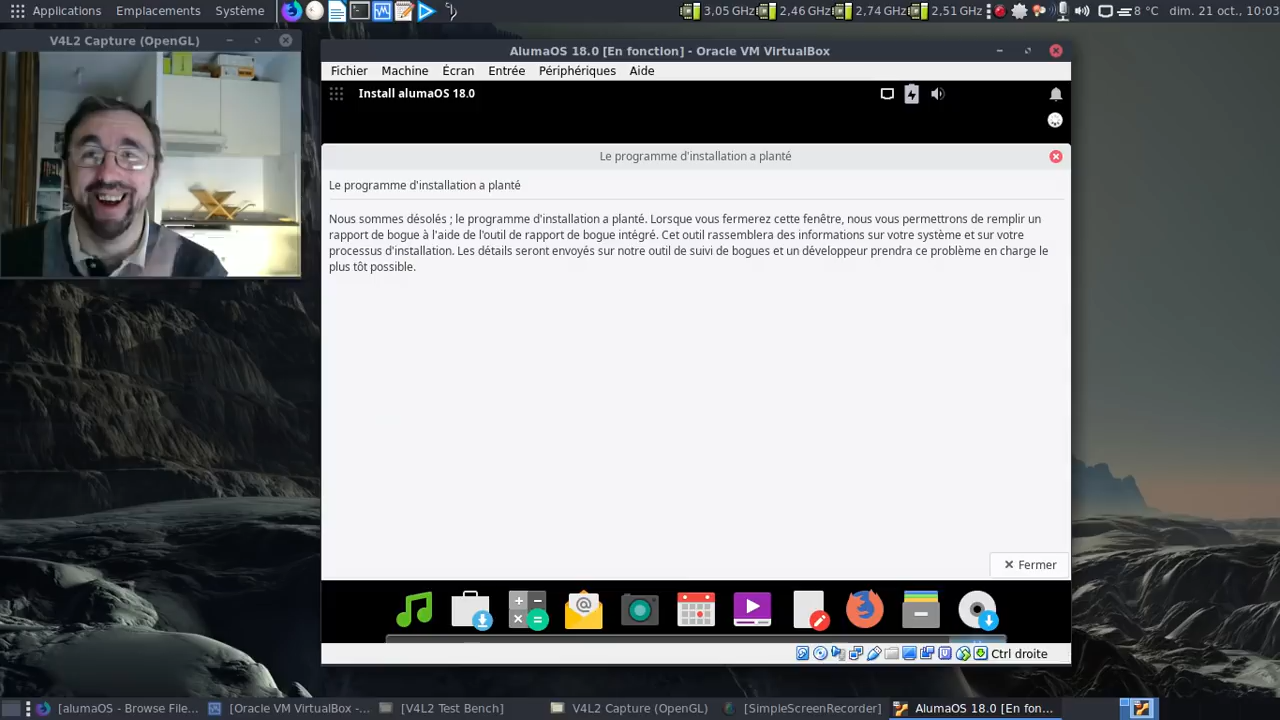 Applications Emplacements Système 3,05 GHz 2,46 GHz 2,74 GHz 2,51 GHz 8 °C dim. 21 oct., 10:03
V4L2 Capture (OpenGL)
AlumaOS 18.0 [En fonction] - Oracle VM VirtualBox
Fichier Machine Écran Entrée Périphériques Aide
Install alumaOS 18.0
Le programme d'installation a planté
Le programme d'installation a planté
Nous sommes désolés ; le programme d'installation a planté. Lorsque vous fermerez cette fenêtre, nous vous permettrons de remplir un
rapport de bogue à l'aide de l'outil de rapport de bogue intégré. Cet outil rassemblera des informations sur votre système et sur votre
processus d'installation. Les détails seront envoyés sur notre outil de suivi de bogues et un développeur prendra ce problème en charge le
plus tôt possible.
Fermer
Ctrl droite
[alumaOS - Browse File... [Oracle VM VirtualBox -... [V4L2 Test Bench] V4L2 Capture (OpenGL) [SimpleScreenRecorder] AlumaOS 18.0 [En fon...